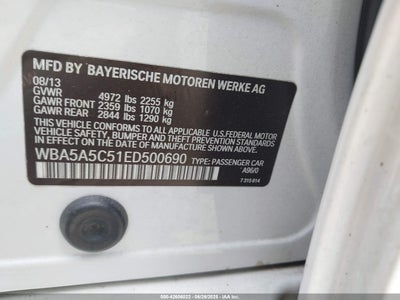 MFD BY BAYERISCHE MOTOREN WERKE AG
08/13
GVWR 4972 lbs 2255 kg
GAWR FRONT 2359 lbs 1070 kg
GAWR REAR 2844 lbs 1290 kg
THIS VEHICLE CONFORMS TO ALL APPLICABLE U.S.FEDERAL MOTOR
VEHICLE SAFETY, BUMPER, AND THEFT PREVENTION STANDARDS
IN EFFECT ON THE DATE OF MANUFACTURE SHOWN ABOVE.
WBA5A5C51ED500690 TYPE: PASSENGER CAR
A96/0
7 315 814